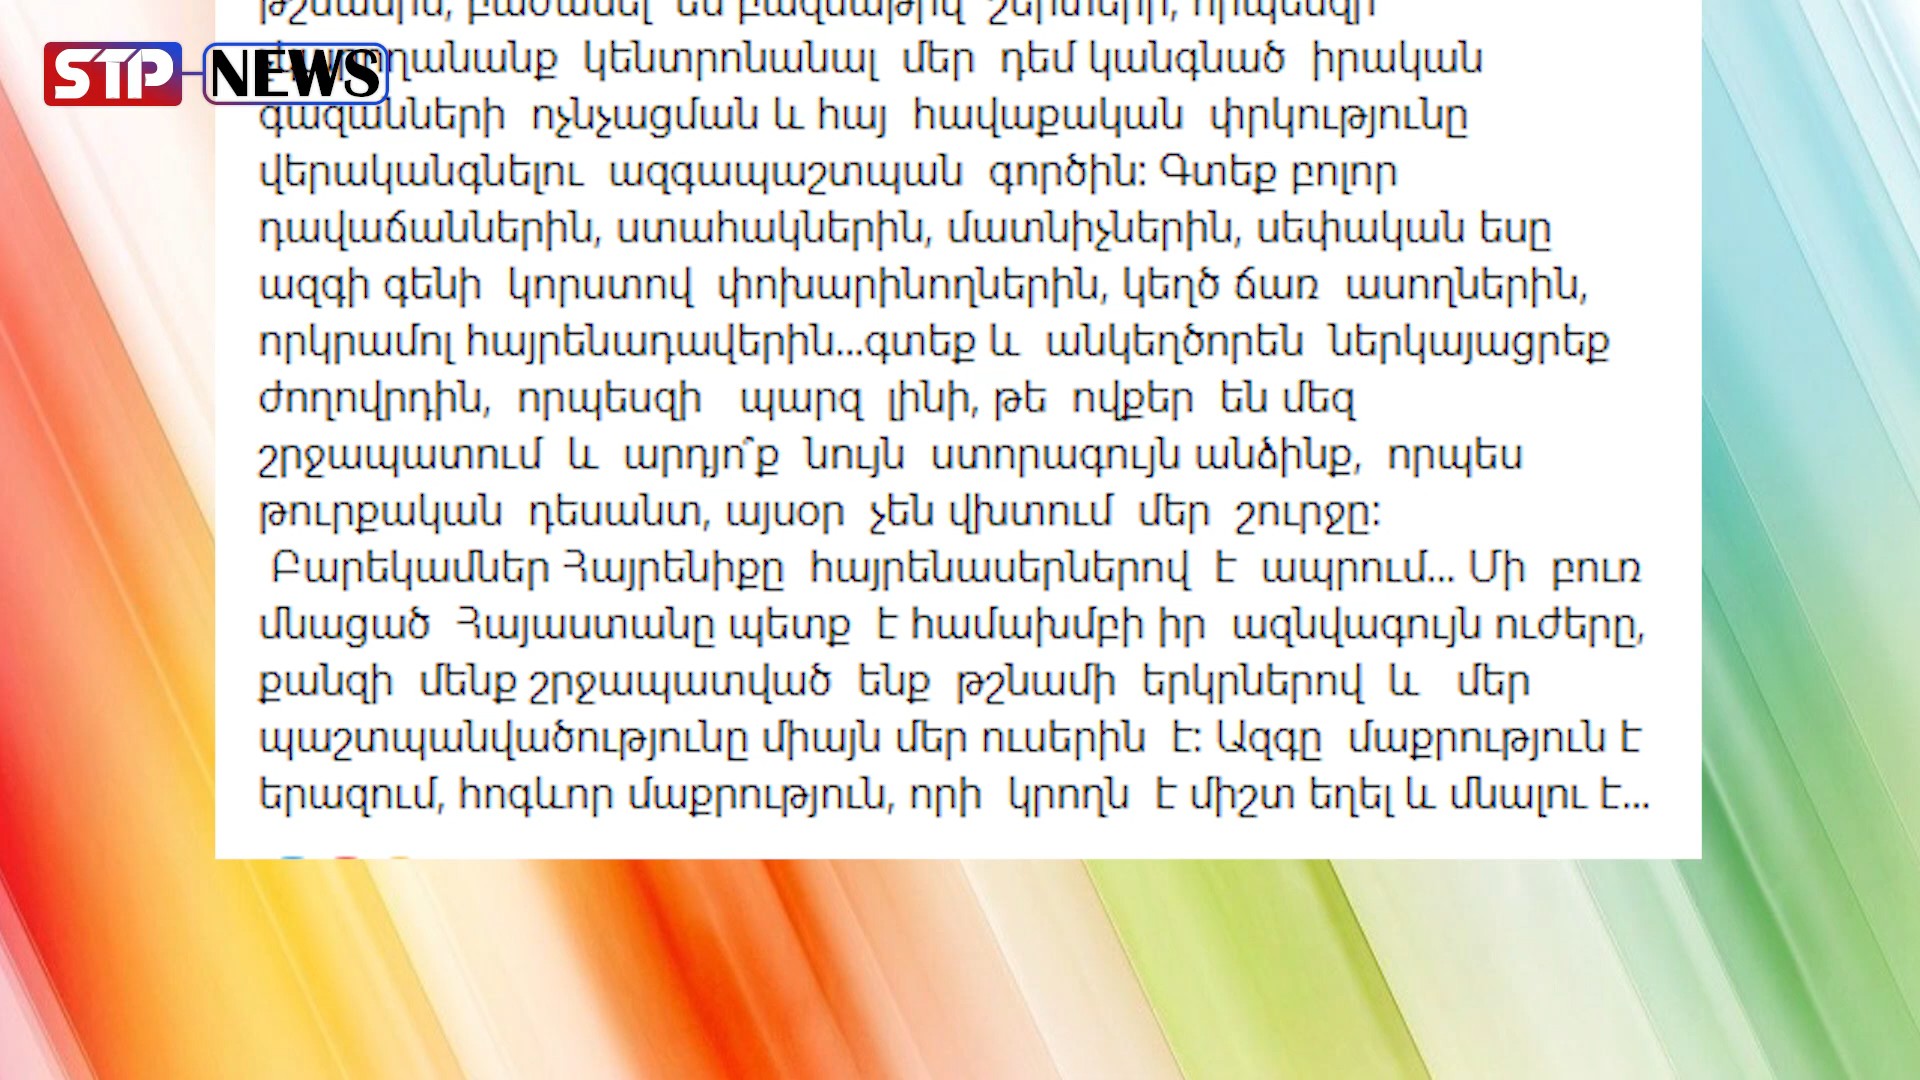 STP NEWS
կենտրոնանալ մեր դեմ կանգնած իրական
գազանների ոչնչացման և հայ հավաքական փրկությունը
վերականգնելու ազգապաշտպան գործին: Գտեք բոլոր
դավաճաններին, ստահակներին, մատնիչներին, սեփական եսը
ազգի գենի կորստով փոխարինողներին, կեղծ ճառ ասողներին,
որկրամոլ հայրենադավերին...գտեք և անկեղծորեն ներկայացրեք
ժողովրդին, որպեսզի պարզ լինի, թե ովքեր են մեզ
շրջապատում և արդյո՞ք նույն ստորագույն անձինք, որպես
թուրքական դեսանտ, այսօր չեն վխտում մեր շուրջը:
Բարեկամներ Հայրենիքը հայրենասերներով է ապրում... Մի բուռ
մնացած Հայաստանը պետք է համախմբի իր ազնվագույն ուժերը,
քանզի մենք շրջապատված ենք թշնամի երկրներով և մեր
պաշտպանվածությունը միայն մեր ուսերին է: Ազգը մաքրություն է
երազում, հոգևոր մաքրություն, որի կրողն է միշտ եղել և մնալու է...